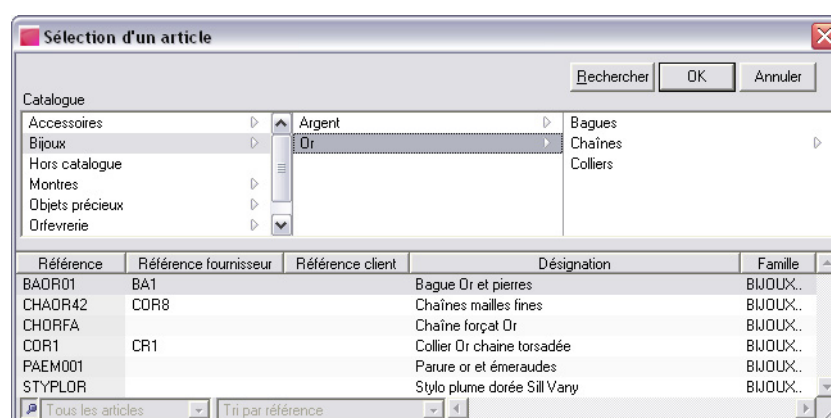 Sélection d'un article
Rechercher OK Annuler
Catalogue
Accessoires Argent Bagues
Bijoux Or Chaînes
Hors catalogue Colliers
Montres
Objets précieux
Orfevrerie
Référence Référence fournisseur Référence client Désignation Famille
BAOR01 BA1 Bague Or et pierres BIJOUX..
CHAOR42 COR8 Chaînes mailles fines BIJOUX..
CHORFA Chaîne forçat Or BIJOUX..
COR1 CR1 Collier Or chaine torsadée BIJOUX..
PAEM001 Parure or et émeraudes BIJOUX..
STYPLOR Stylo plume dorée Sill Vany BIJOUX..
Tous les articles Tri par référence